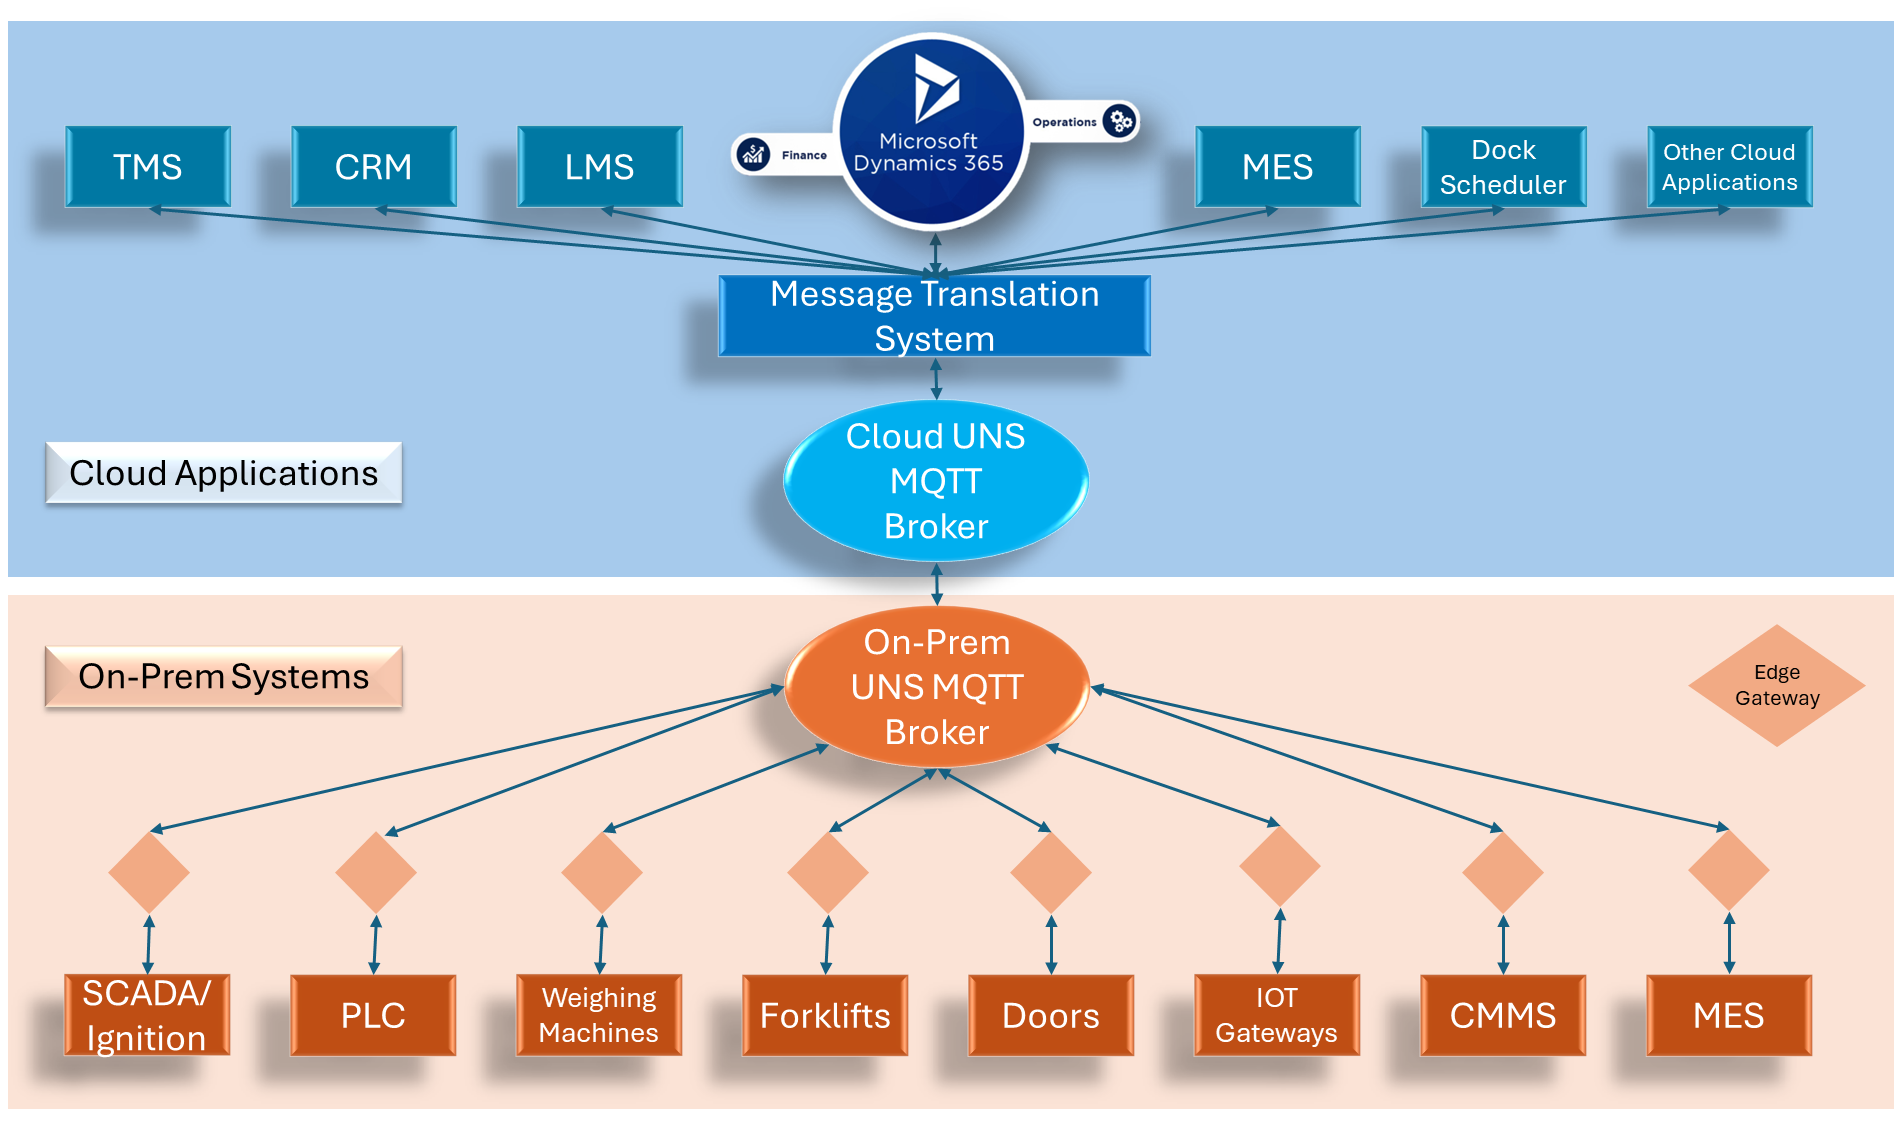 Microsoft
Dynamics 365
Finance
Operations
TMS
CRM
LMS
MES
Dock
Scheduler
Other Cloud
Applications
Message Translation
System
Cloud UNS
MQTT
Broker
Cloud Applications
On-Prem
UNS MQTT
Broker
On-Prem Systems
Edge
Gateway
SCADA/
Ignition
PLC
Weighing
Machines
Forklifts
Doors
IOT
Gateways
CMMS
MES